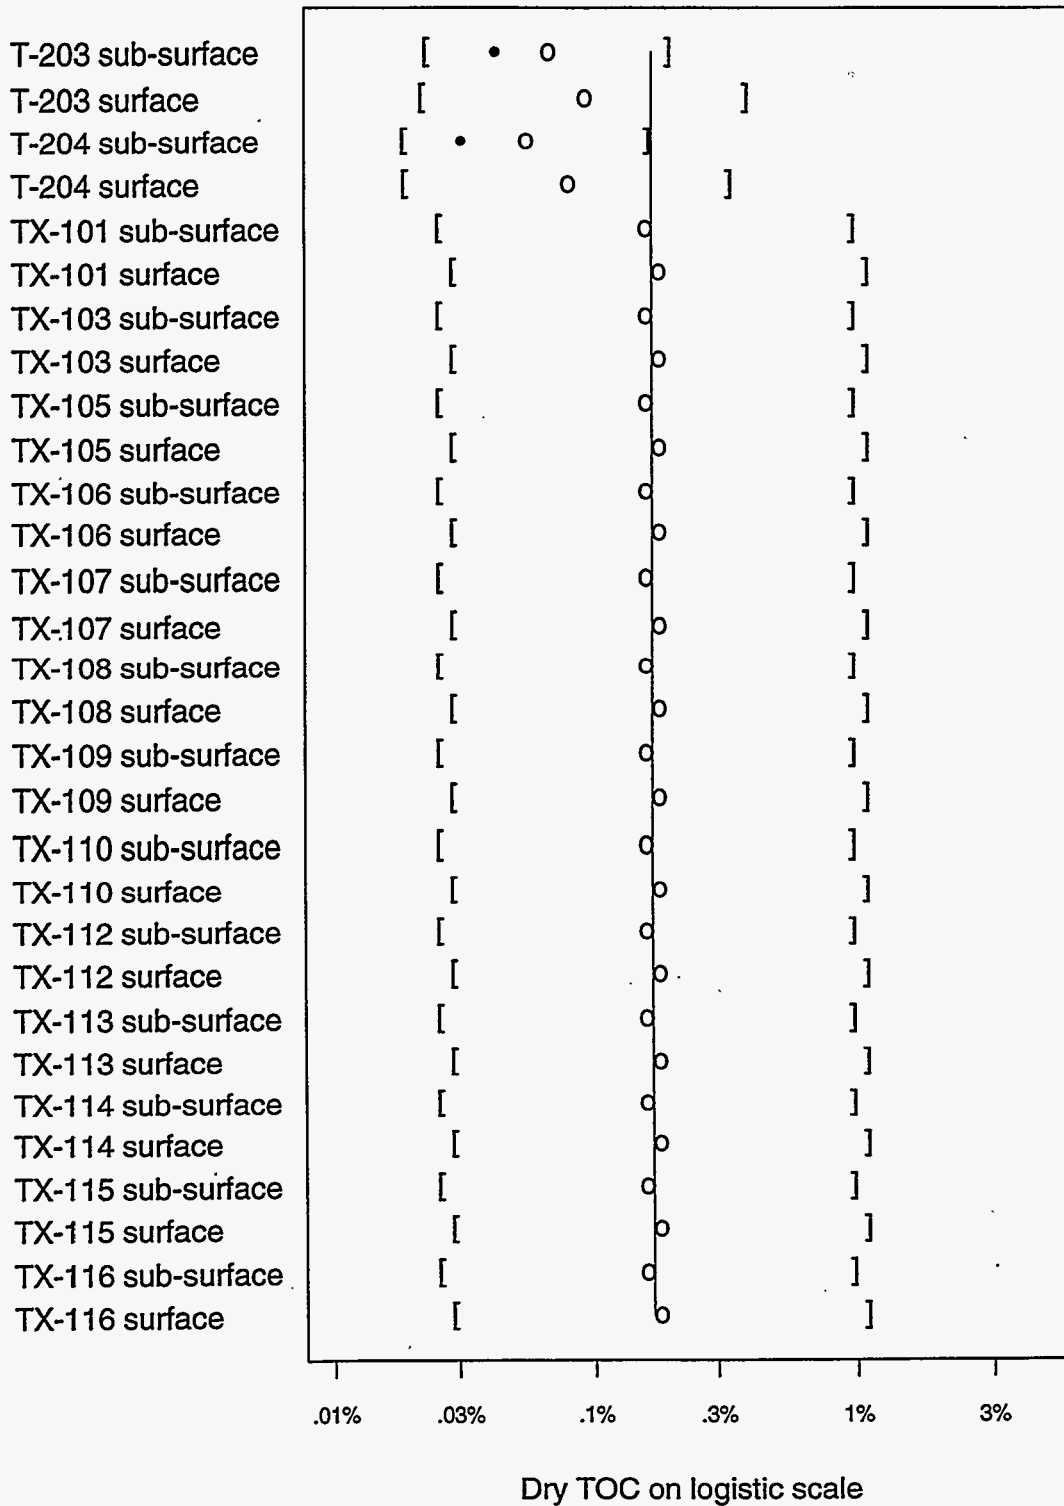 T-203 sub-surface
T-203 surface
T-204 sub-surface
T-204 surface
TX-101 sub-surface
TX-101 surface
TX-103 sub-surface
TX-103 surface
TX-105 sub-surface
TX-105 surface
TX-106 sub-surface
TX-106 surface
TX-107 sub-surface
TX-107 surface
TX-108 sub-surface
TX-108 surface
TX-109 sub-surface
TX-109 surface
TX-110 sub-surface
TX-110 surface
TX-112 sub-surface
TX-112 surface
TX-113 sub-surface
TX-113 surface
TX-114 sub-surface
TX-114 surface
TX-115 sub-surface
TX-115 surface
TX-116 sub-surface
TX-116 surface
.01% .03% .1% .3% 1% 3%
Dry TOC on logistic scale